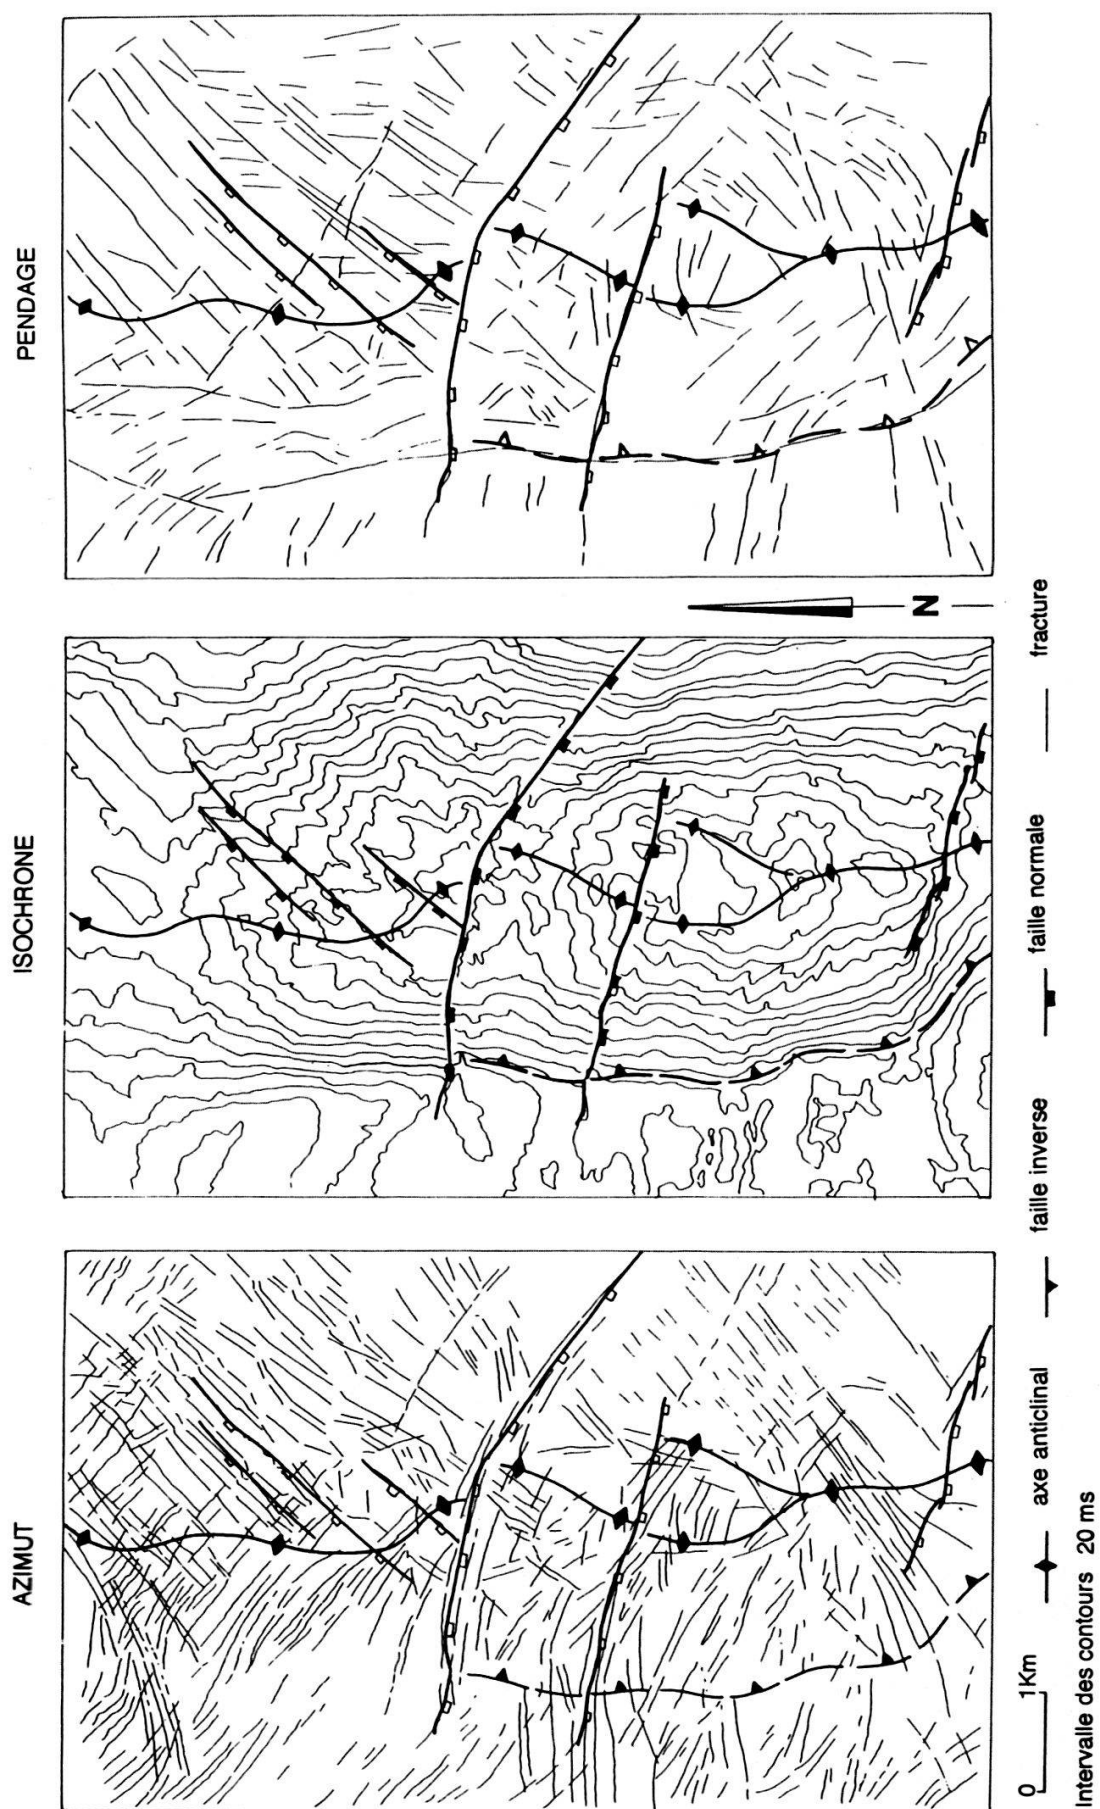 AZIMUT
ISOCHRONE
PENDAGE
N
0 1Km
axe anticlinal
faille inverse
faille normale
fracture
Intervalle des contours 20 ms